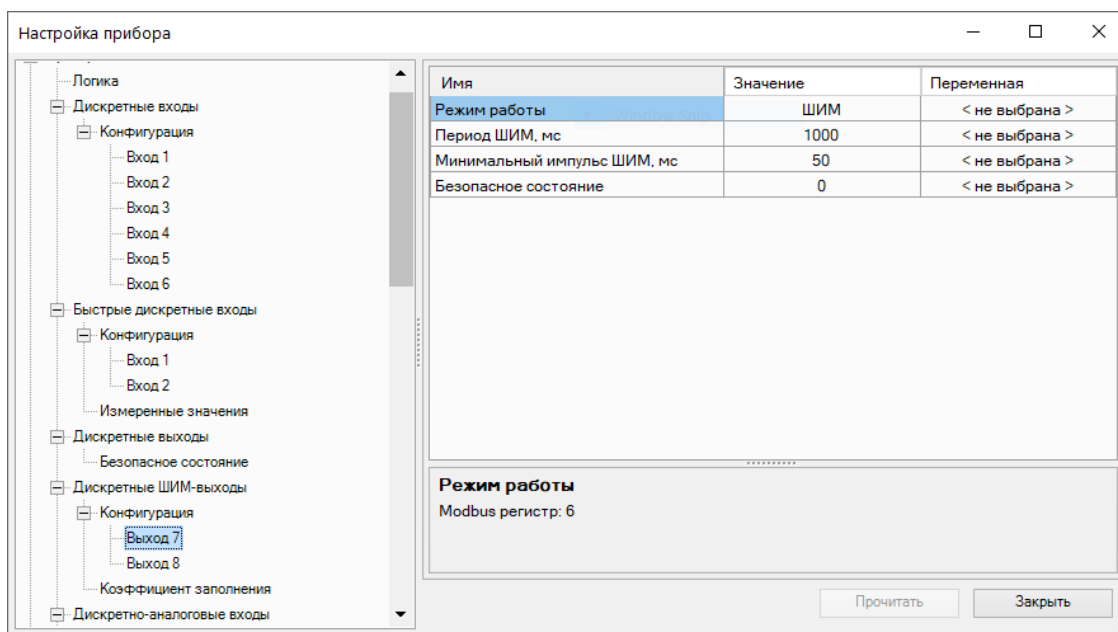 Настройка прибора
Логика
Дискретные входы
Конфигурация
Вход 1
Вход 2
Вход 3
Вход 4
Вход 5
Вход 6
Быстрые дискретные входы
Конфигурация
Вход 1
Вход 2
Измеренные значения
Дискретные выходы
Безопасное состояние
Дискретные ШИМ-выходы
Конфигурация
Выход 7
Выход 8
Коэффициент заполнения
Дискретно-аналоговые входы
Имя Значение Переменная
Режим работы ШИМ < не выбрана >
Период ШИМ, мс 1000 < не выбрана >
Минимальный импульс ШИМ, мс 50 < не выбрана >
Безопасное состояние 0 < не выбрана >
Режим работы
Modbus регистр: 6
Прочитать Закрыть